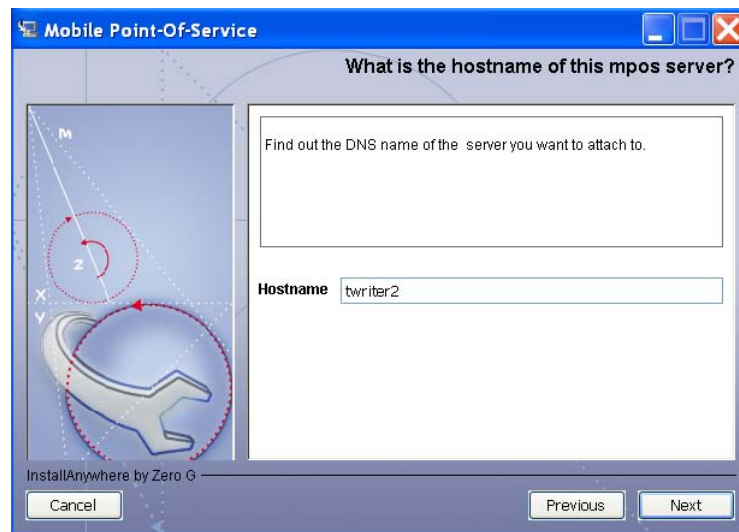 Mobile Point-Of-Service
What is the hostname of this mpos server?
M
Z
X
Y
Find out the DNS name of the server you want to attach to.
Hostname twriter2
InstallAnywhere by Zero G
Cancel Previous Next